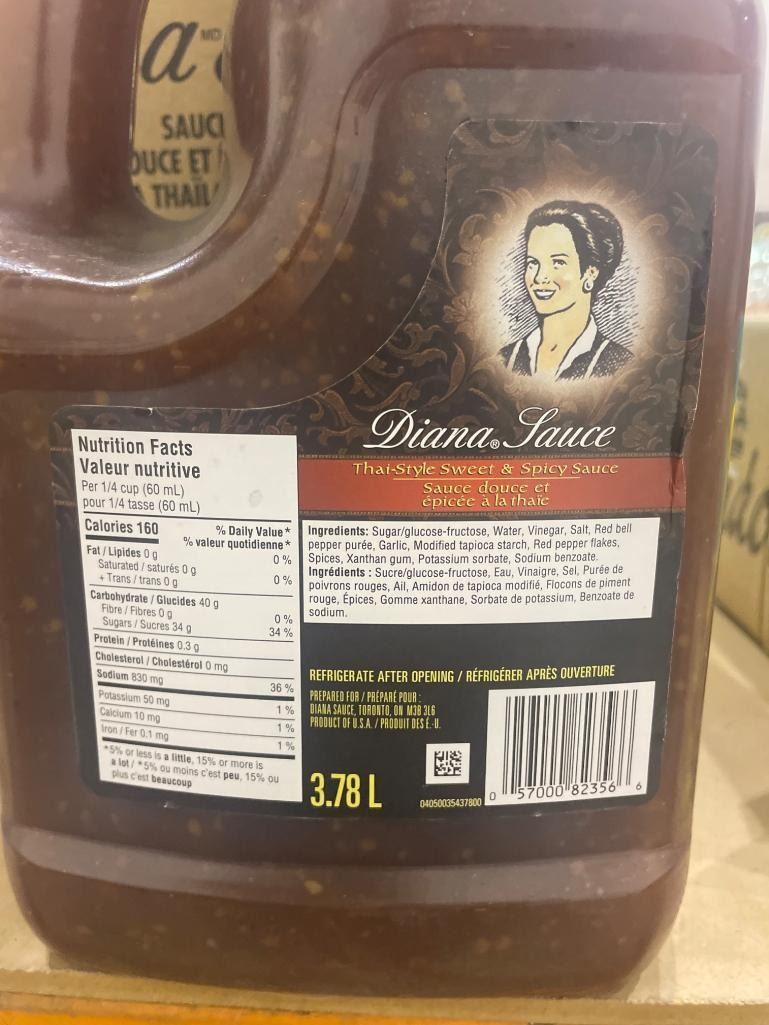 a MD
SAUC
OUCE ET
THAÏL
Diana® Sauce
Thai-Style Sweet & Spicy Sauce
Sauce douce et
épicée à la thaïe
Nutrition Facts
Valeur nutritive
Per 1/4 cup (60 mL)
pour 1/4 tasse (60 mL)
Calories 160
% Daily Value*
% valeur quotidienne*
Fat / Lipides 0 g 0 %
Saturated / saturés 0 g
+ Trans / trans 0 g 0 %
Carbohydrate / Glucides 40 g
Fibre / Fibres 0 g 0 %
Sugars / Sucres 34 g 34 %
Protein / Protéines 0.3 g
Cholesterol / Cholestérol 0 mg
Sodium 830 mg 36 %
Potassium 50 mg 1 %
Calcium 10 mg 1 %
Iron / Fer 0.1 mg 1 %
*5% or less is a little, 15% or more is
a lot / *5% ou moins c'est peu, 15% ou
plus c'est beaucoup
Ingredients: Sugar/glucose-fructose, Water, Vinegar, Salt, Red bell
pepper purée, Garlic, Modified tapioca starch, Red pepper flakes,
Spices, Xanthan gum, Potassium sorbate, Sodium benzoate.
Ingrédients : Sucre/glucose-fructose, Eau, Vinaigre, Sel, Purée de
poivrons rouges, Ail, Amidon de tapioca modifié, Flocons de piment
rouge, Épices, Gomme xanthane, Sorbate de potassium, Benzoate de
sodium.
REFRIGERATE AFTER OPENING / RÉFRIGÉRER APRÈS OUVERTURE
PREPARED FOR / PRÉPARÉ POUR :
DIANA SAUCE, TORONTO, ON M3B 3L6
PRODUCT OF U.S.A. / PRODUIT DES É.-U.
3.78 L
04050035437800
0 57000 82356 6